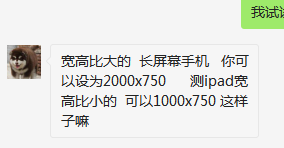 我试试
宽高比大的  长屏幕手机   你可
以设为2000x750      测ipad宽
高比小的  可以1000x750 这样
子嘛